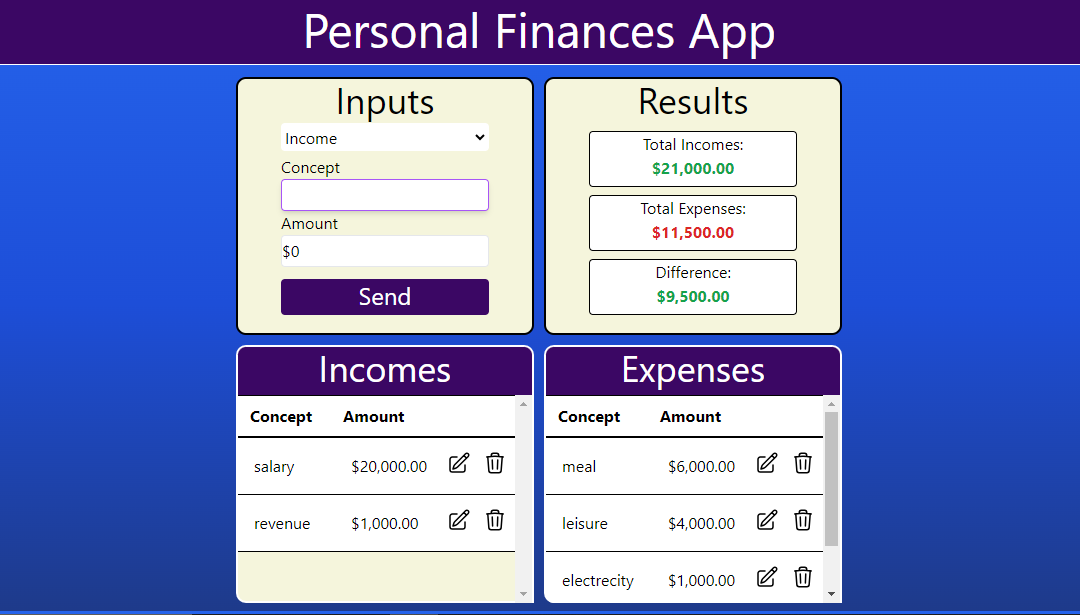 Personal Finances App
Inputs
Income
Concept
Amount
$0
Send
Results
Total Incomes:
$21,000.00
Total Expenses:
$11,500.00
Difference:
$9,500.00
Incomes
Concept Amount
salary $20,000.00
revenue $1,000.00
Expenses
Concept Amount
meal $6,000.00
leisure $4,000.00
electrecity $1,000.00